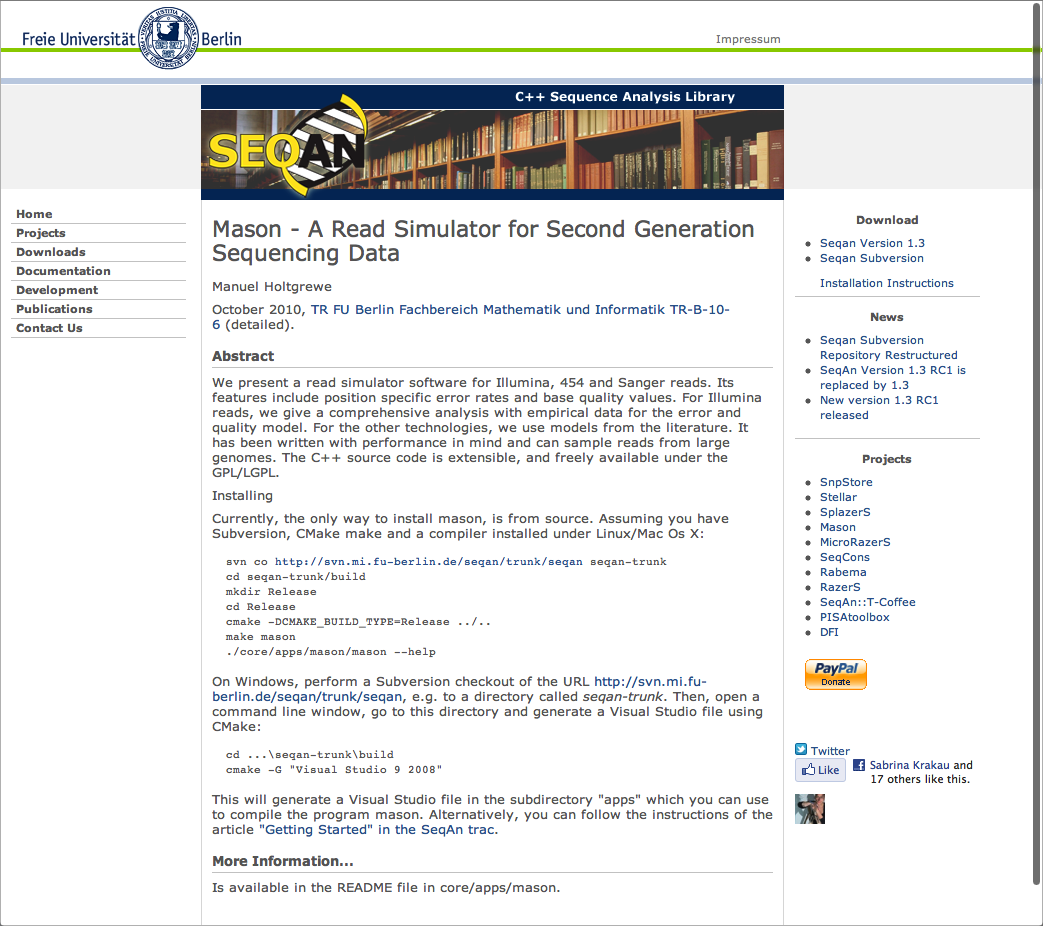 Freie Universität Berlin
Impressum
C++ Sequence Analysis Library
SEQAN
Home
Projects
Downloads
Documentation
Development
Publications
Contact Us
Mason - A Read Simulator for Second Generation
Sequencing Data
Manuel Holtgrewe
October 2010, TR FU Berlin Fachbereich Mathematik und Informatik TR-B-10-
6 (detailed).
Abstract
We present a read simulator software for Illumina, 454 and Sanger reads. Its
features include position specific error rates and base quality values. For Illumina
reads, we give a comprehensive analysis with empirical data for the error and
quality model. For the other technologies, we use models from the literature. It
has been written with performance in mind and can sample reads from large
genomes. The C++ source code is extensible, and freely available under the
GPL/LGPL.
Installing
Currently, the only way to install mason, is from source. Assuming you have
Subversion, CMake make and a compiler installed under Linux/Mac Os X:
svn co http://svn.mi.fu-berlin.de/seqan/trunk/seqan seqan-trunk
cd seqan-trunk/build
mkdir Release
cd Release
cmake -DCMAKE_BUILD_TYPE=Release ../..
make mason
./core/apps/mason/mason --help
On Windows, perform a Subversion checkout of the URL http://svn.mi.fu-
berlin.de/seqan/trunk/seqan, e.g. to a directory called seqan-trunk. Then, open a
command line window, go to this directory and generate a Visual Studio file using
CMake:
cd ...\seqan-trunk\build
cmake -G "Visual Studio 9 2008"
This will generate a Visual Studio file in the subdirectory "apps" which you can use
to compile the program mason. Alternatively, you can follow the instructions of the
article "Getting Started" in the SeqAn trac.
More Information...
Is available in the README file in core/apps/mason.
Download
Seqan Version 1.3
Seqan Subversion
Installation Instructions
News
Seqan Subversion
Repository Restructured
SeqAn Version 1.3 RC1 is
replaced by 1.3
New version 1.3 RC1
released
Projects
SnpStore
Stellar
SplazerS
Mason
MicroRazerS
SeqCons
Rabema
RazerS
SeqAn::T-Coffee
PISAtoolbox
DFI
PayPal
Donate
Twitter
Like
Sabrina Krakau and
17 others like this.